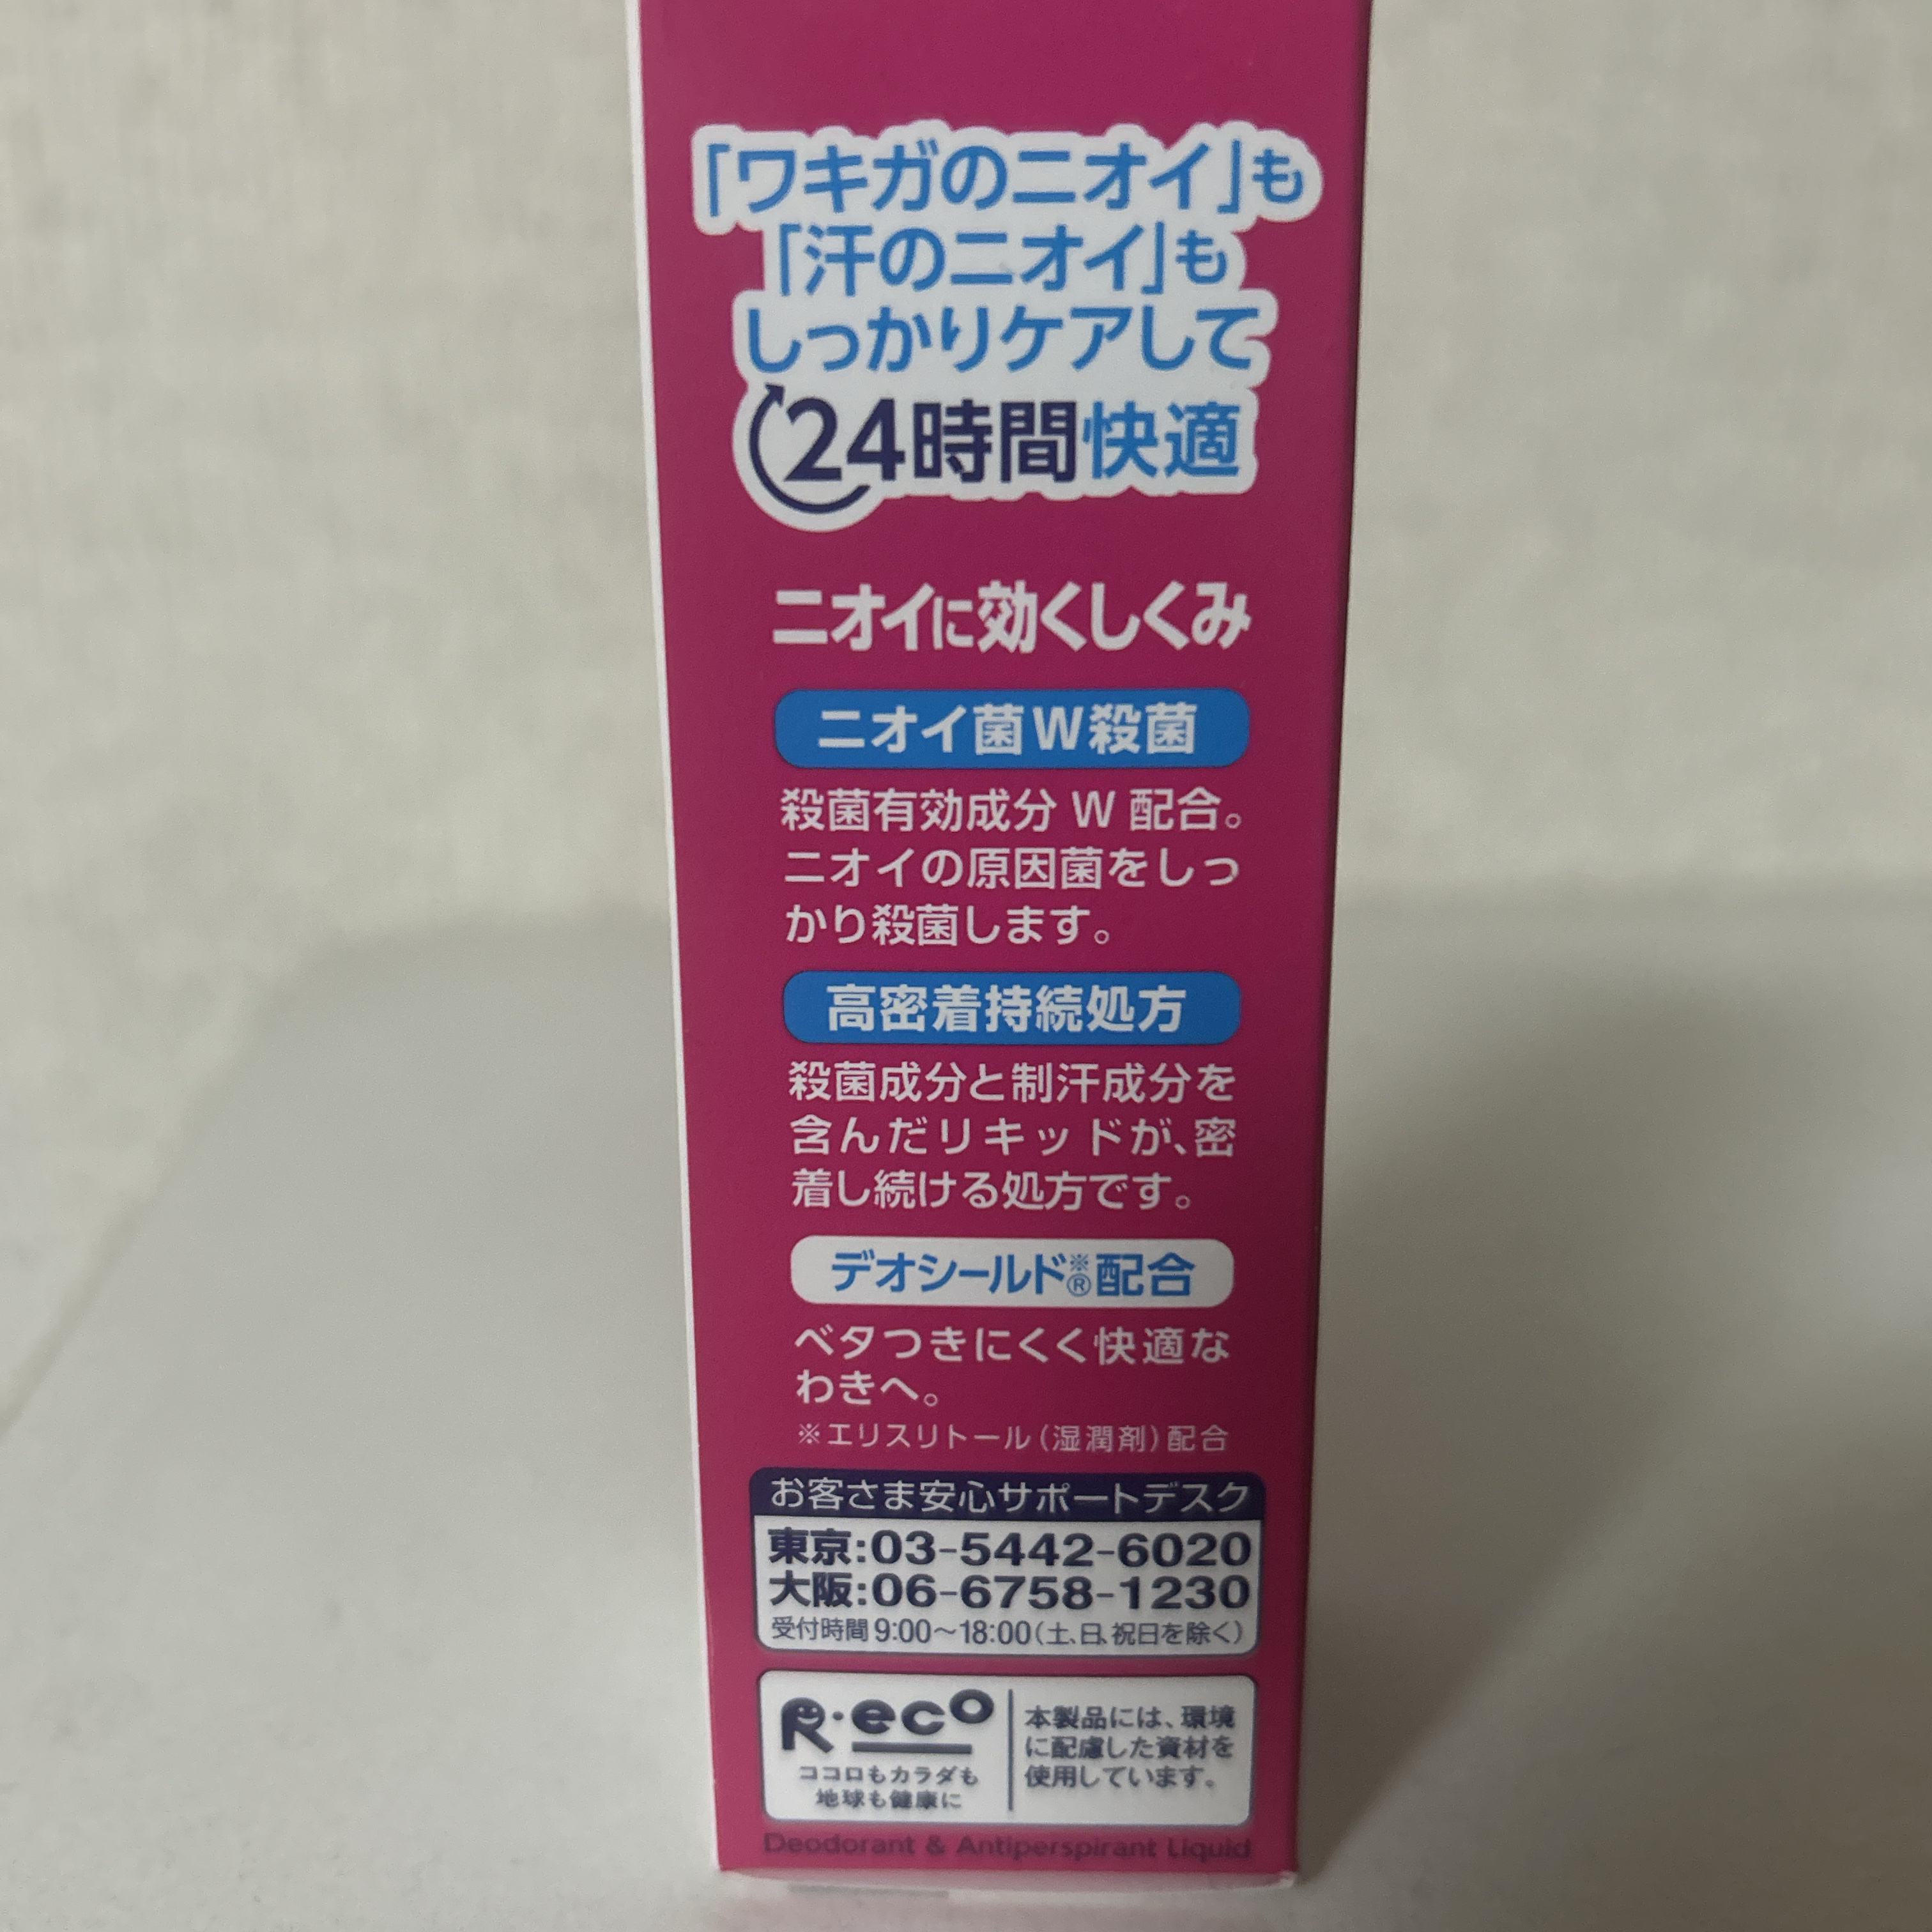 「ワキガのニオイ」も
「汗のニオイ」も
しっかりケアして
24時間快適
ニオイに効くしくみ
ニオイ菌W殺菌
殺菌有効成分W配合。
ニオイの原因菌をしっ
かり殺菌します。
高密着持続処方
殺菌成分と制汗成分を
含んだリキッドが、密
着し続ける処方です。
デオシールド※®配合
ベタつきにくく快適な
わきへ。
※エリスリトール（湿潤剤）配合
お客さま安心サポートデスク
東京:03-5442-6020
大阪:06-6758-1230
受付時間9:00〜18:00（土、日、祝日を除く）
R・eco
ココロもカラダも
地球も健康に
本製品には、環境
に配慮した資材を
使用しています。
Deodorant & Antiperspirant Liquid